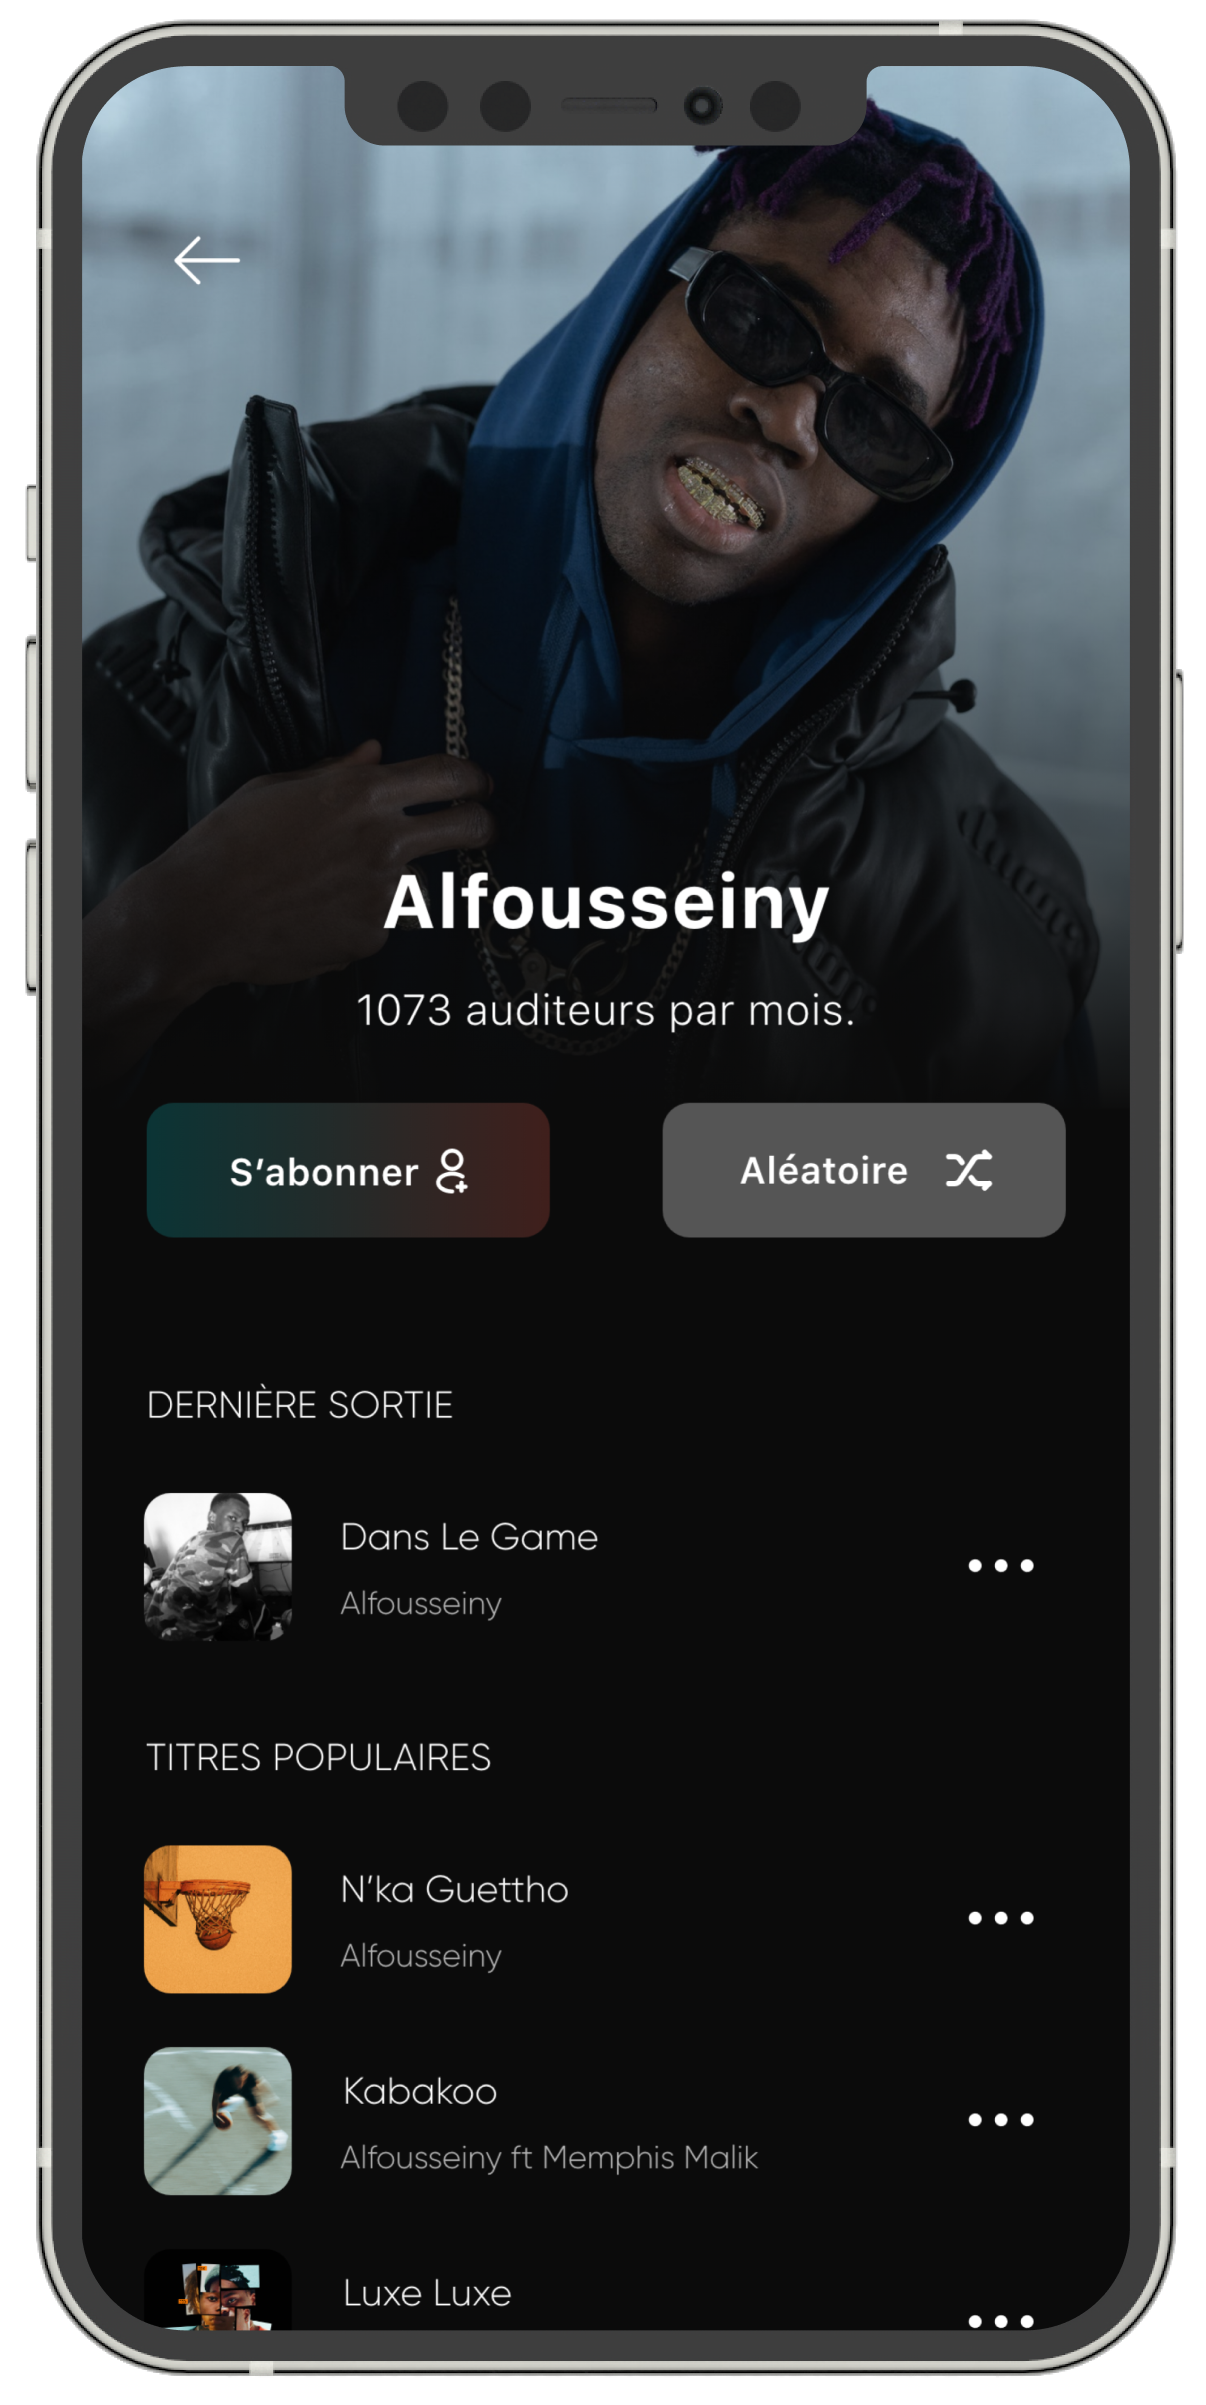 Alfousseiny
1073 auditeurs par mois.
S'abonner
Aléatoire
DERNIÈRE SORTIE
Dans Le Game
Alfousseiny
TITRES POPULAIRES
N'ka Guettho
Alfousseiny
Kabakoo
Alfousseiny ft Memphis Malik
Luxe Luxe